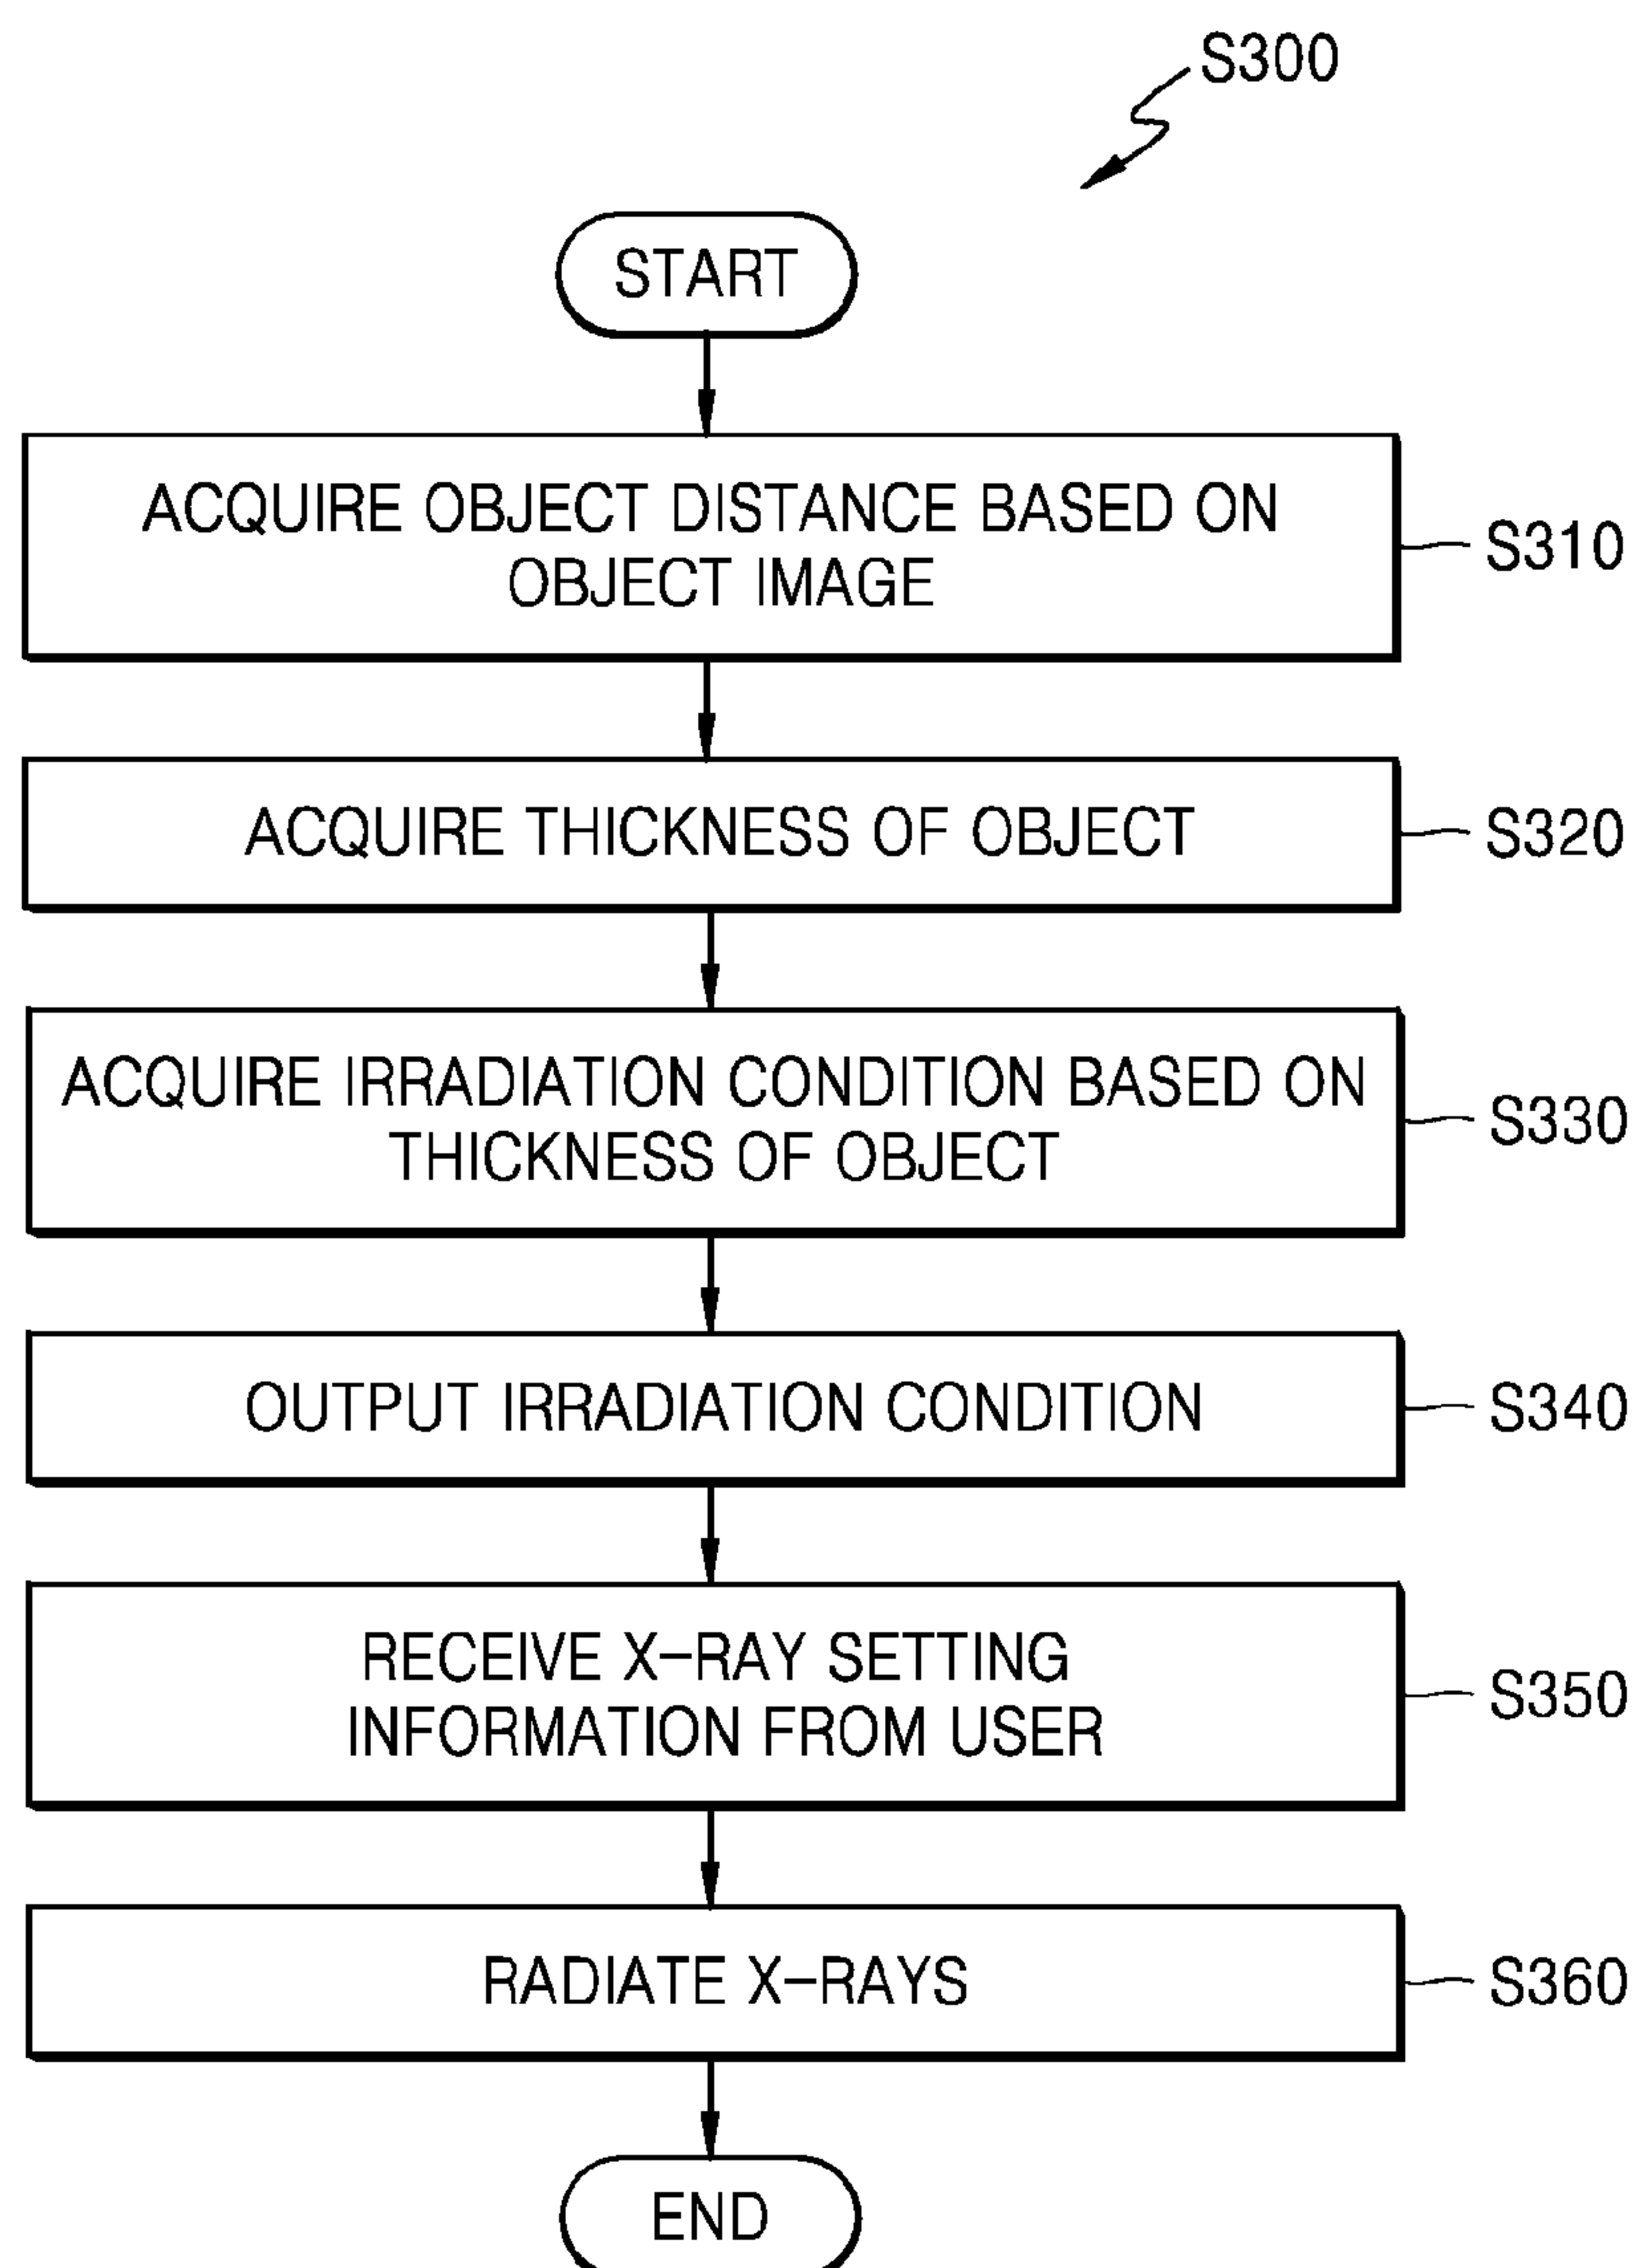 S300
START
ACQUIRE OBJECT DISTANCE BASED ON
OBJECT IMAGE
S310
ACQUIRE THICKNESS OF OBJECT
S320
ACQUIRE IRRADIATION CONDITION BASED ON
THICKNESS OF OBJECT
S330
OUTPUT IRRADIATION CONDITION
S340
RECEIVE X-RAY SETTING
INFORMATION FROM USER
S350
RADIATE X-RAYS
S360
END